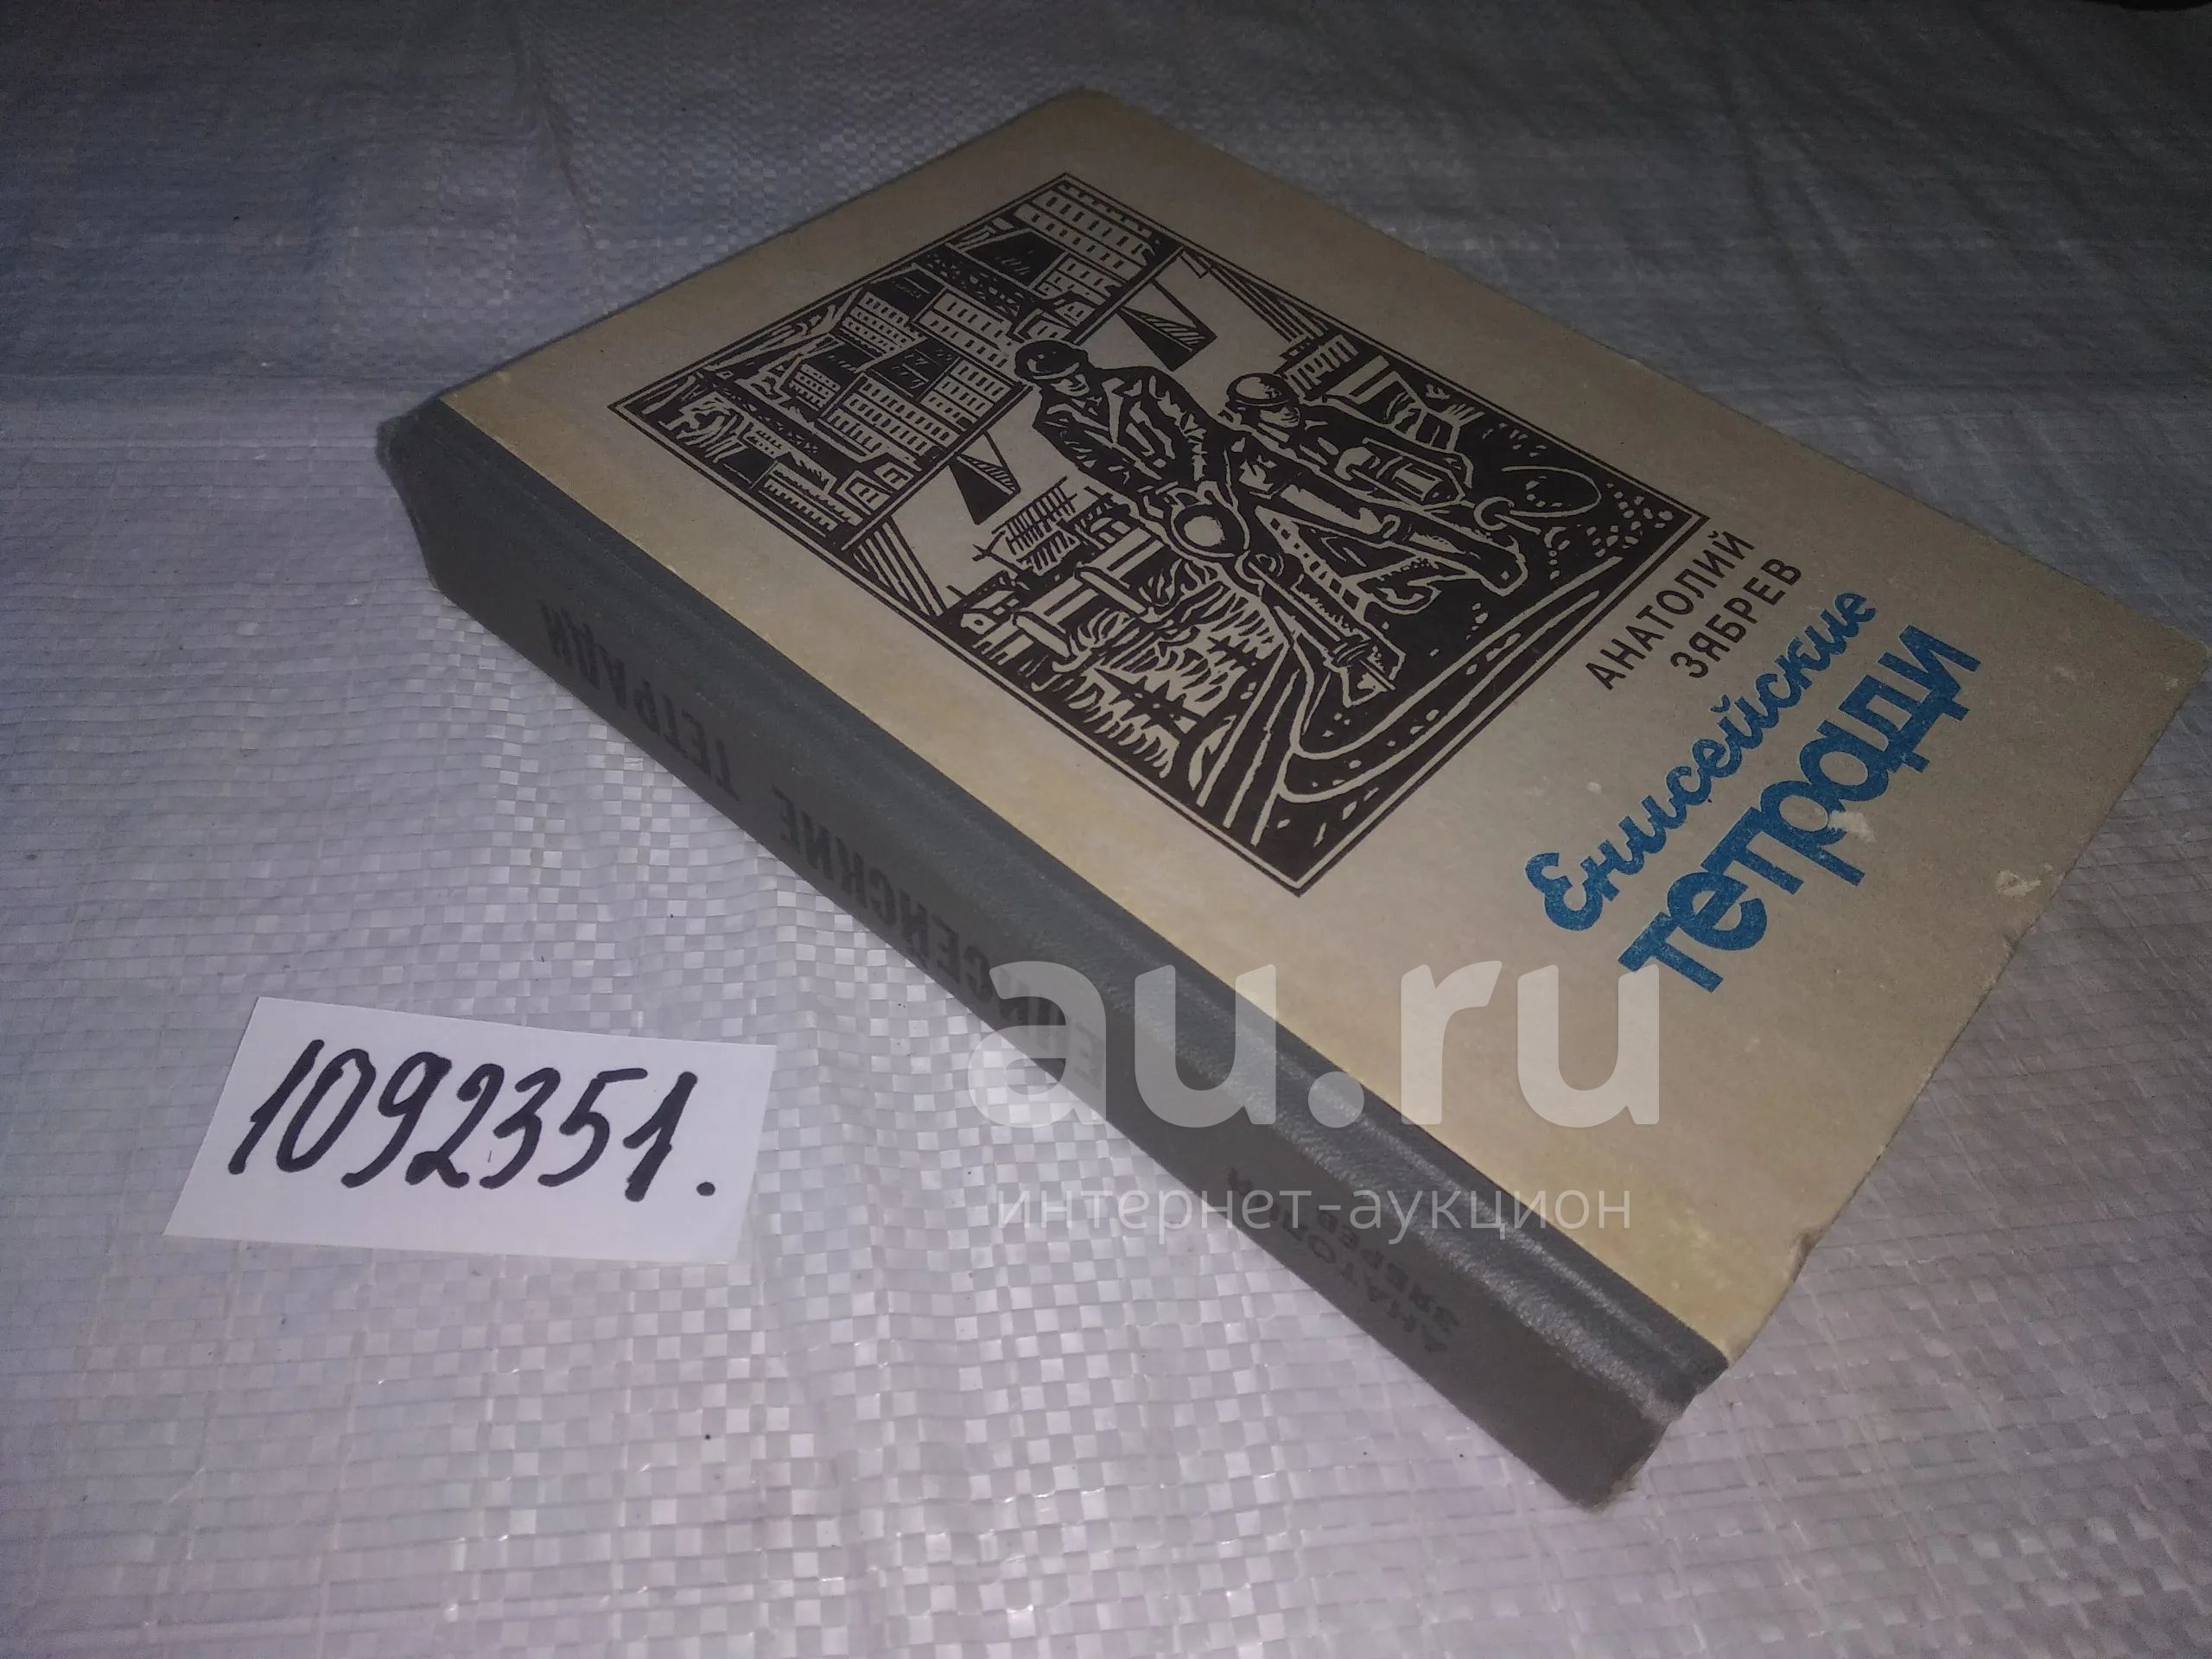 АНАТОЛИЙ
ЗЯБРЕВ
Енисейские
тетради
ЕНИСЕЙСКИЕ ТЕТРАДИ
АНАТОЛИЙ
ЗЯБРЕВ
1092351.
au.ru
интернет-аукцион